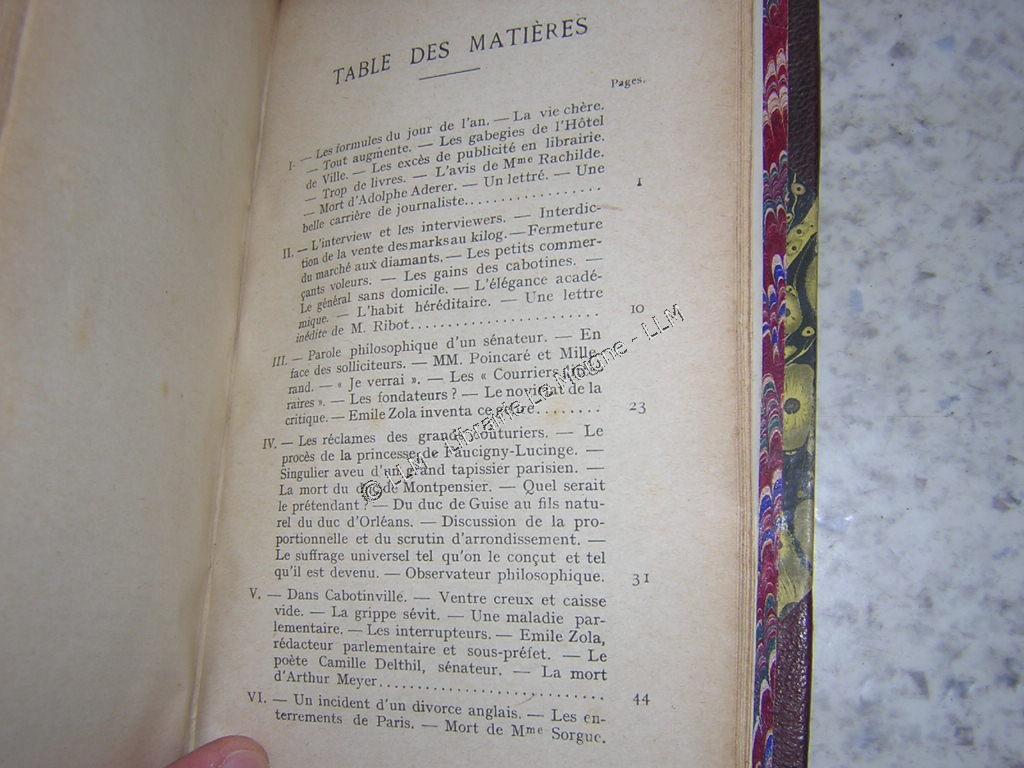 TABLE DES MATIÈRES
Pages.
I. — Les formules du jour de l'an. — La vie chère.
— Tout augmente. — Les gabegies de l'Hôtel
de Ville. — Les excès de publicité en librairie.
— Trop de livres. — L'avis de Mme Rachilde.
— Mort d'Adolphe Aderer. — Un lettré. — Une
belle carrière de journaliste............... 1
II. — L'interview et les interviewers. — Interdic-
tion de la vente des marks au kilog. — Fermeture
du marché aux diamants. — Les petits commer-
çants voleurs. — Les gains des cabotines. —
Le général sans domicile. — L'élégance acadé-
mique. — L'habit héréditaire. — Une lettre
inédite de M. Ribot..................... 10
III. — Parole philosophique d'un sénateur. — En
face des solliciteurs. — MM. Poincaré et Mille-
rand. — « Je verrai ». — Les « Courriers litté-
raires ». — Les fondateurs ? — Le noviciat de la
critique. — Emile Zola inventa ce genre........ 23
IV. — Les réclames des grands couturiers. — Le
procès de la princesse de Faucigny-Lucinge. —
Singulier aveu d'un grand tapissier parisien. —
La mort du duc de Montpensier. — Quel serait
le prétendant ? — Du duc de Guise au fils natu-
rel du duc d'Orléans. — Discussion de la pro-
portionnelle et du scrutin d'arrondissement. —
Le suffrage universel tel qu'on le conçut et tel
qu'il est devenu. — Observateur philosophique. 31
V. — Dans Cabotinville. — Ventre creux et caisse
vide. — La grippe sévit. — Une maladie par-
lementaire. — Les interrupteurs. — Emile Zola,
rédacteur parlementaire et sous-préfet. — Le
poète Camille Delthil, sénateur. — La mort
d'Arthur Meyer........................ 44
VI. — Un incident d'un divorce anglais. — Les en-
terrements de Paris. — Mort de Mme Sorgue.
© - LLM - Librairie Le Moigne - LLM